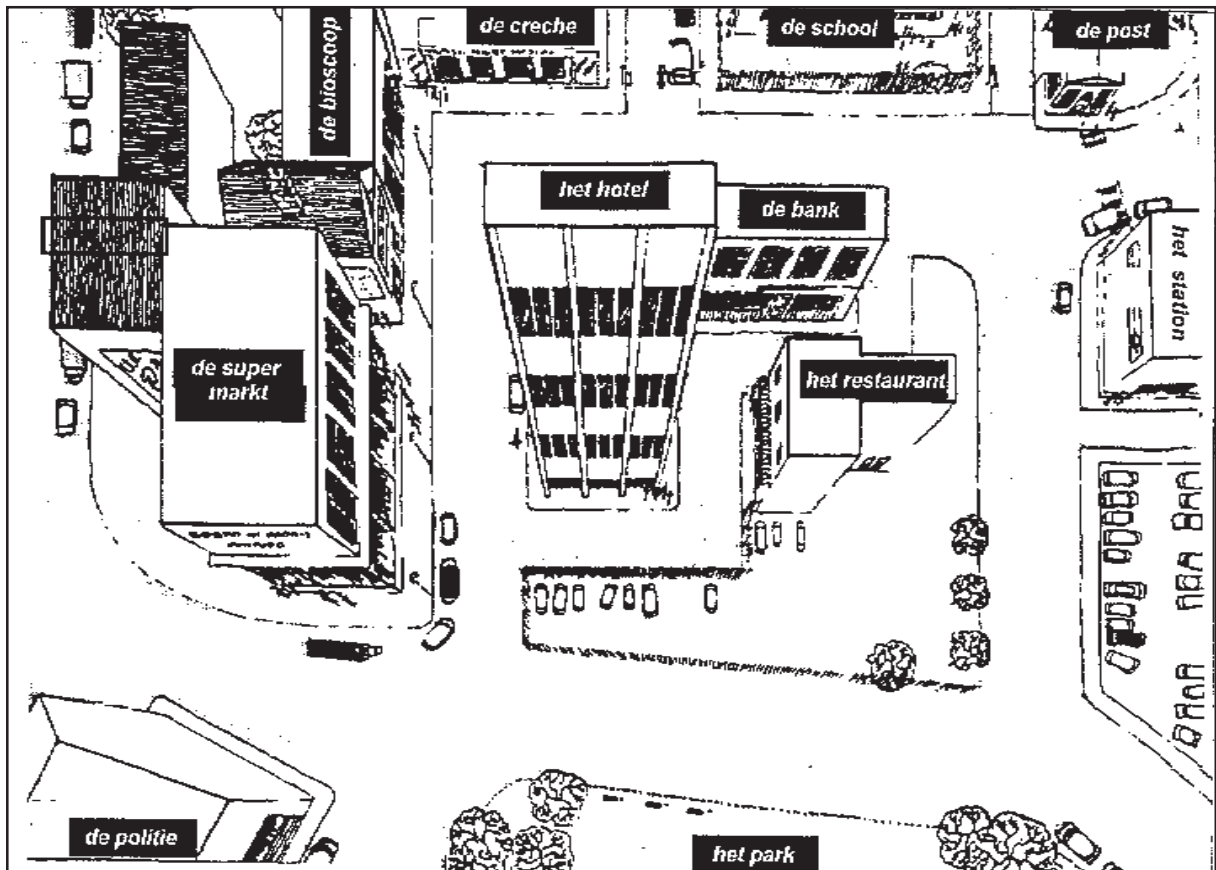 de creche
de school
de post
de bioscoop
het hotel
de bank
het station
de super
markt
het restaurant
de politie
het park